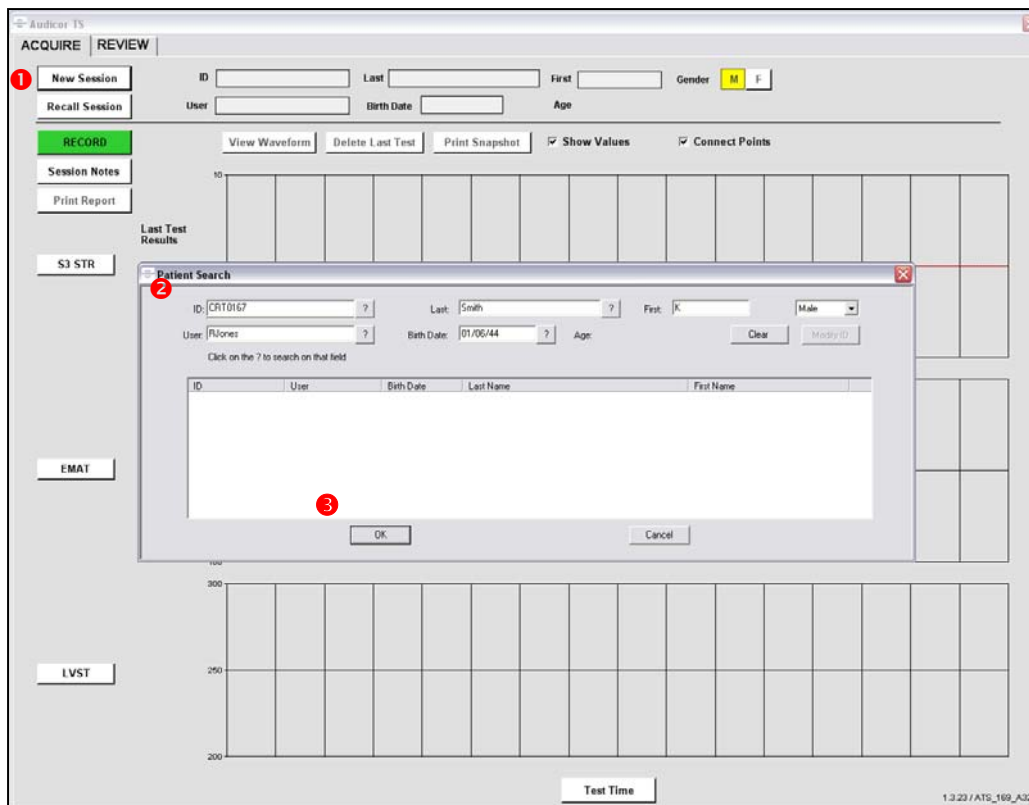 Audicor TS
ACQUIRE REVIEW
1 New Session ID Last First Gender M F
Recall Session User Birth Date Age
RECORD View Waveform Delete Last Test Print Snapshot Show Values Connect Points
Session Notes
10
Print Report
Last Test
Results
S3 STR
Patient Search
2
ID: CRT0167 ? Last: Smith ? First: K Male
User: RJones ? Birth Date: 01/06/44 ? Age: Clear Modify ID
Click on the ? to search on that field
ID User Birth Date Last Name First Name
EMAT
3
OK Cancel
100
300
LVST 250
200
Test Time